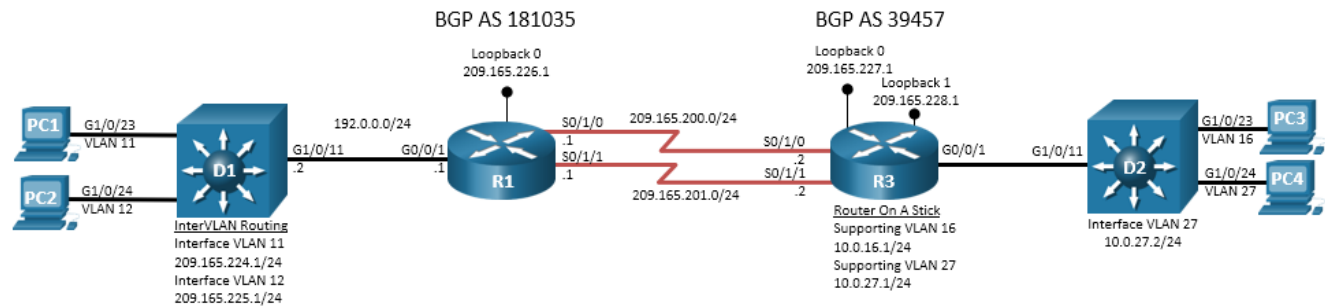 BGP AS 181035
BGP AS 39457
Loopback 0
209.165.226.1
Loopback 0
209.165.227.1
Loopback 1
209.165.228.1
PC1
G1/0/23
VLAN 11
PC2
G1/0/24
VLAN 12
D1
InterVLAN Routing
Interface VLAN 11
209.165.224.1/24
Interface VLAN 12
209.165.225.1/24
192.0.0.0/24
G1/0/11
.2
G0/0/1
.1
R1
S0/1/0
.1
S0/1/1
.1
209.165.200.0/24
209.165.201.0/24
S0/1/0
.2
S0/1/1
.2
R3
Router On A Stick
Supporting VLAN 16
10.0.16.1/24
Supporting VLAN 27
10.0.27.1/24
G0/0/1
G1/0/11
D2
Interface VLAN 27
10.0.27.2/24
G1/0/23
VLAN 16
PC3
G1/0/24
VLAN 27
PC4